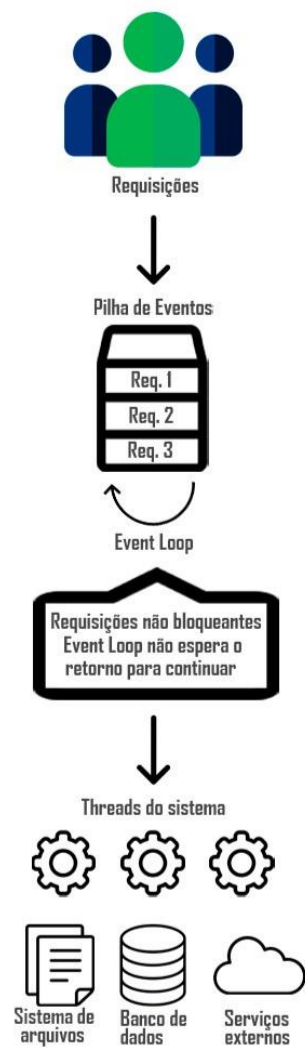 Requisições
Pilha de Eventos
Req. 1
Req. 2
Req. 3
Event Loop
Requisições não bloqueantes
Event Loop não espera o
retorno para continuar
Threads do sistema
Sistema de
arquivos
Banco de
dados
Serviços
externos